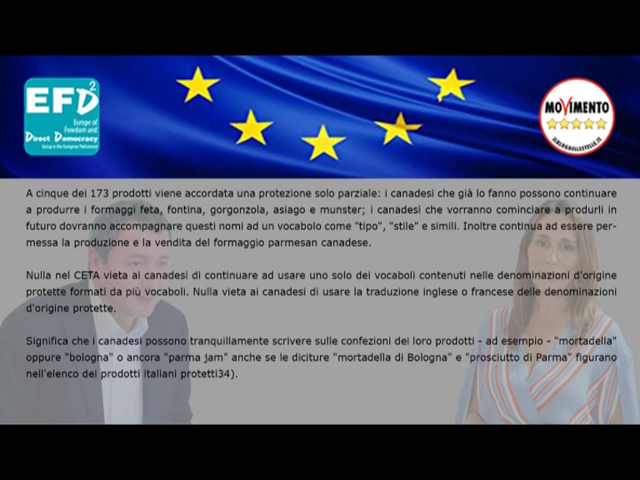 EFD2
Europe of
Freedom and
Direct Democracy
Group in the European Parliament
MOVIMENTO
ILBLOGDELLESTELLE.IT
A cinque dei 173 prodotti viene accordata una protezione solo parziale: i canadesi che già lo fanno possono continuare
a produrre i formaggi feta, fontina, gorgonzola, asiago e munster; i canadesi che vorranno cominciare a produrli in
futuro dovranno accompagnare questi nomi ad un vocabolo come "tipo", "stile" e simili. Inoltre continua ad essere per-
messa la produzione e la vendita del formaggio parmesan canadese.
Nulla nel CETA vieta ai canadesi di continuare ad usare uno solo dei vocaboli contenuti nelle denominazioni d'origine
protette formati da più vocaboli. Nulla vieta ai canadesi di usare la traduzione inglese o francese delle denominazioni
d'origine protette.
Significa che i canadesi possono tranquillamente scrivere sulle confezioni dei loro prodotti - ad esempio - "mortadella"
oppure "bologna" o ancora "parma jam" anche se le diciture "mortadella di Bologna" e "prosciutto di Parma" figurano
nell'elenco dei prodotti italiani protetti34).